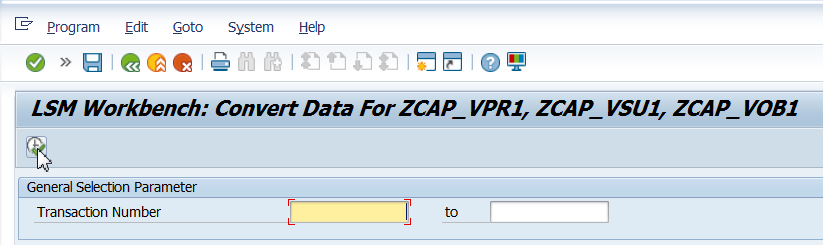 Program Edit Goto System Help
LSM Workbench: Convert Data For ZCAP_VPR1, ZCAP_VSU1, ZCAP_VOB1
General Selection Parameter
Transaction Number to